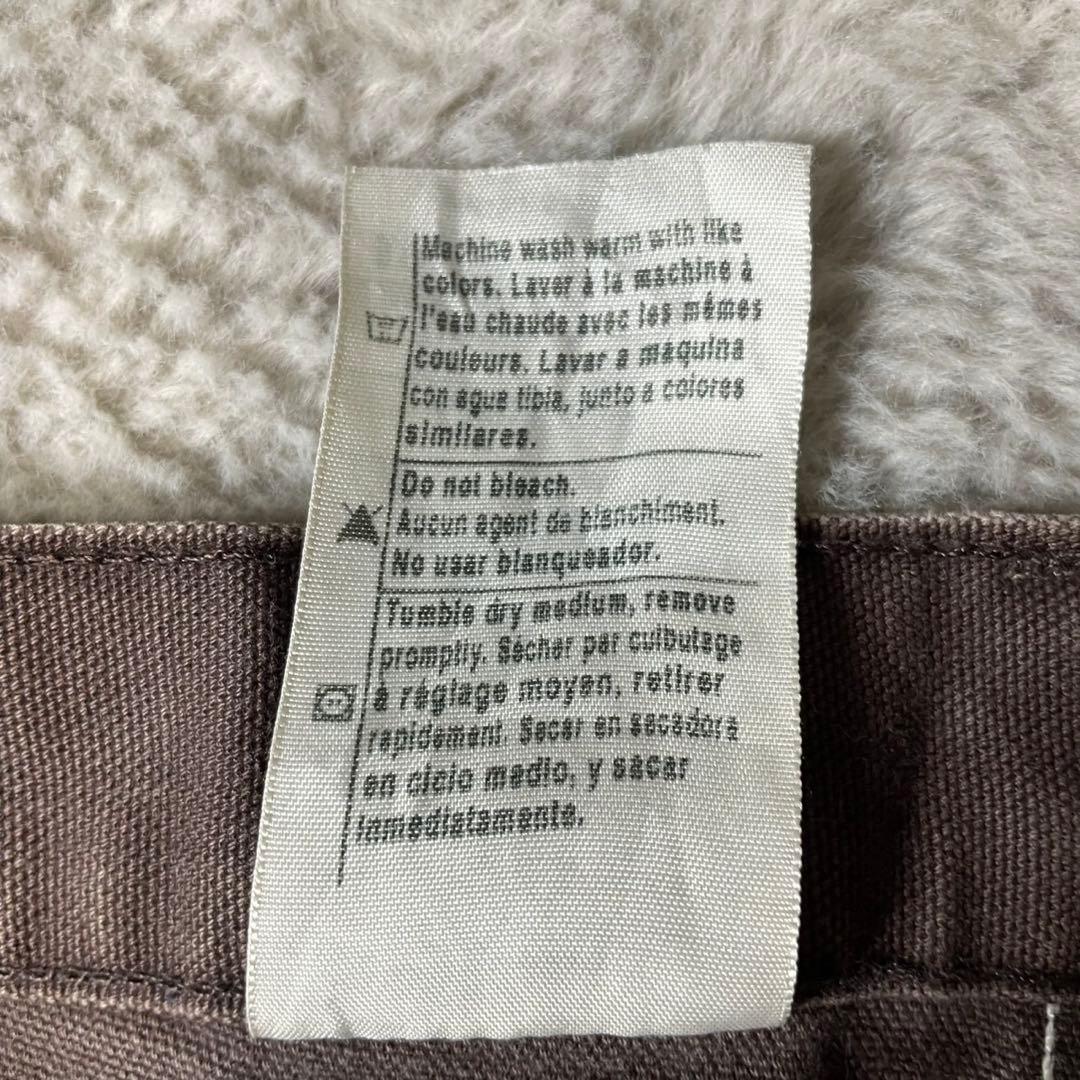 Machine wash warm with like
colors. Laver à la machine à
l'eau chaude avec les mêmes
couleurs. Lavar a maquina
con agua tibia, junto a colores
similares.
Do not bleach.
Aucun agent de blanchiment.
No usar blanqueador.
Tumble dry medium, remove
promptly. Sécher par culbutage
à réglage moyen, retirer
rapidement. Secar en secadora
en ciclo medio, y sacar
inmediatamente.